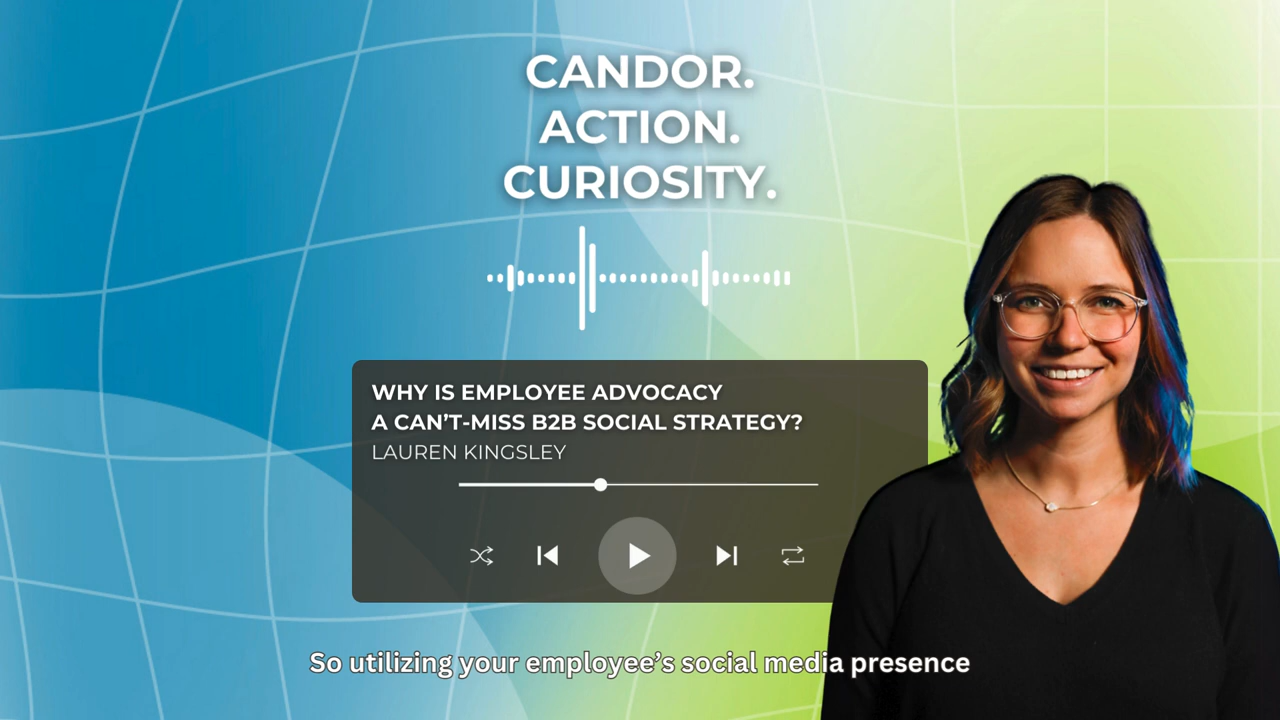 CANDOR.
ACTION.
CURIOSITY.
WHY IS EMPLOYEE ADVOCACY
A CAN’T-MISS B2B SOCIAL STRATEGY?
LAUREN KINGSLEY
So utilizing your employee’s social media presence